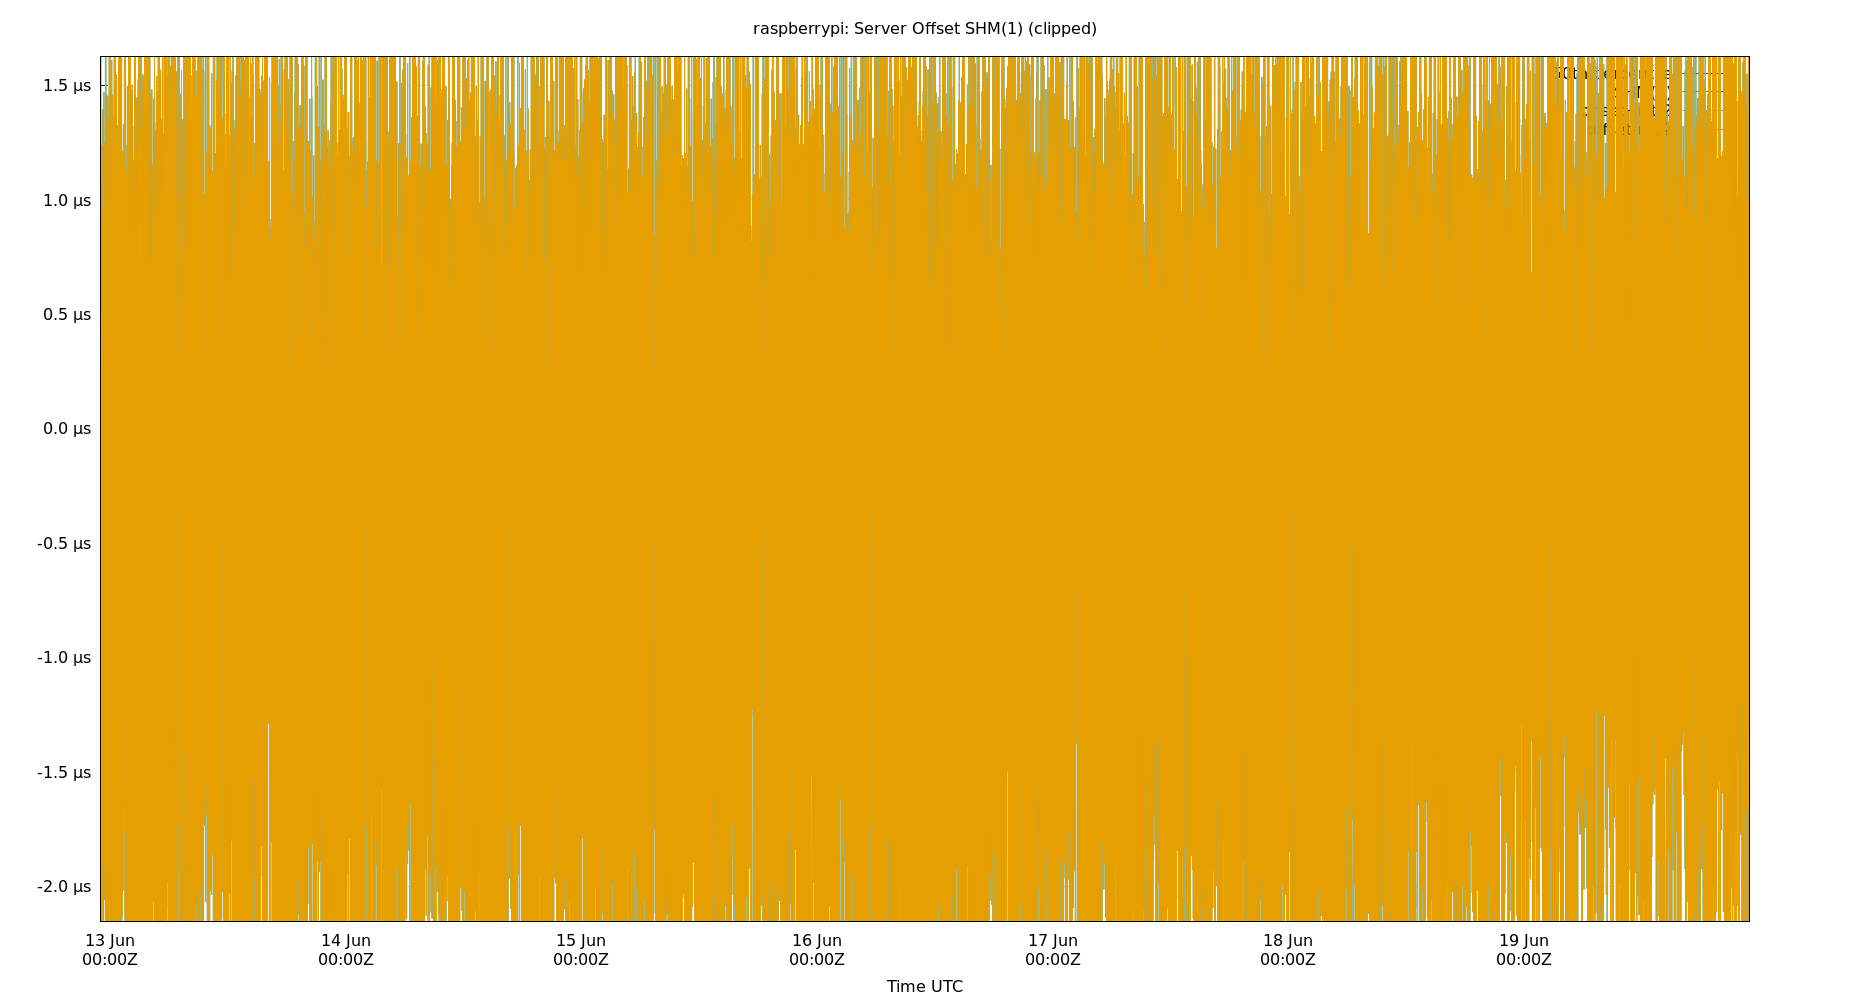 raspberrypi: Server Offset SHM(1) (clipped)
1.5 µs
1.0 µs
0.5 µs
0.0 µs
-0.5 µs
-1.0 µs
-1.5 µs
-2.0 µs
13 Jun 14 Jun 15 Jun 16 Jun 17 Jun 18 Jun 19 Jun
00:00Z 00:00Z 00:00Z 00:00Z 00:00Z 00:00Z 00:00Z
Time UTC